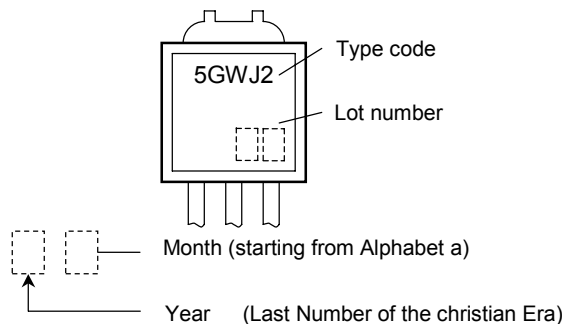 Type code
5GWJ2
Lot number
Month (starting from Alphabet a)
Year (Last Number of the christian Era)